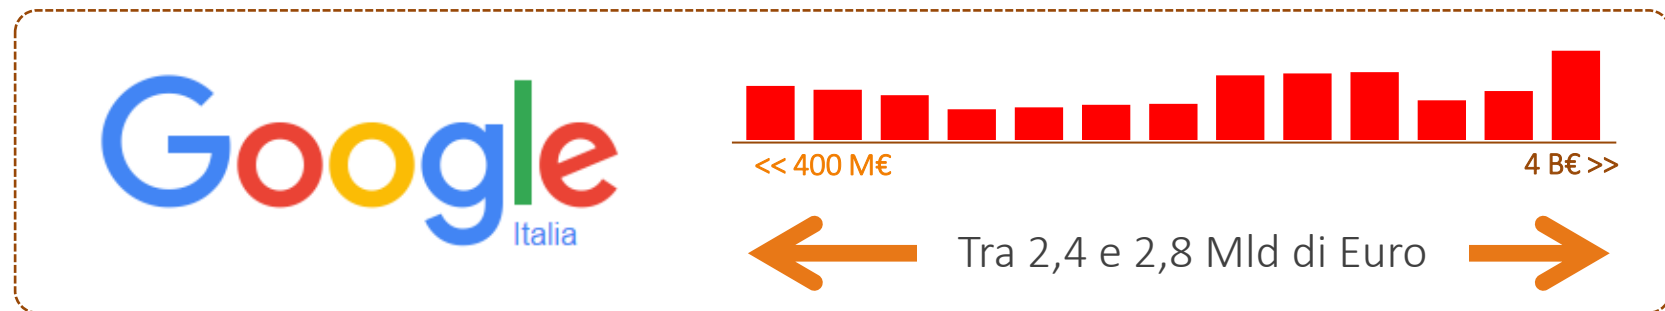 Google
Italia
<< 400 M€
4 B€ >>
Tra 2,4 e 2,8 Mld di Euro